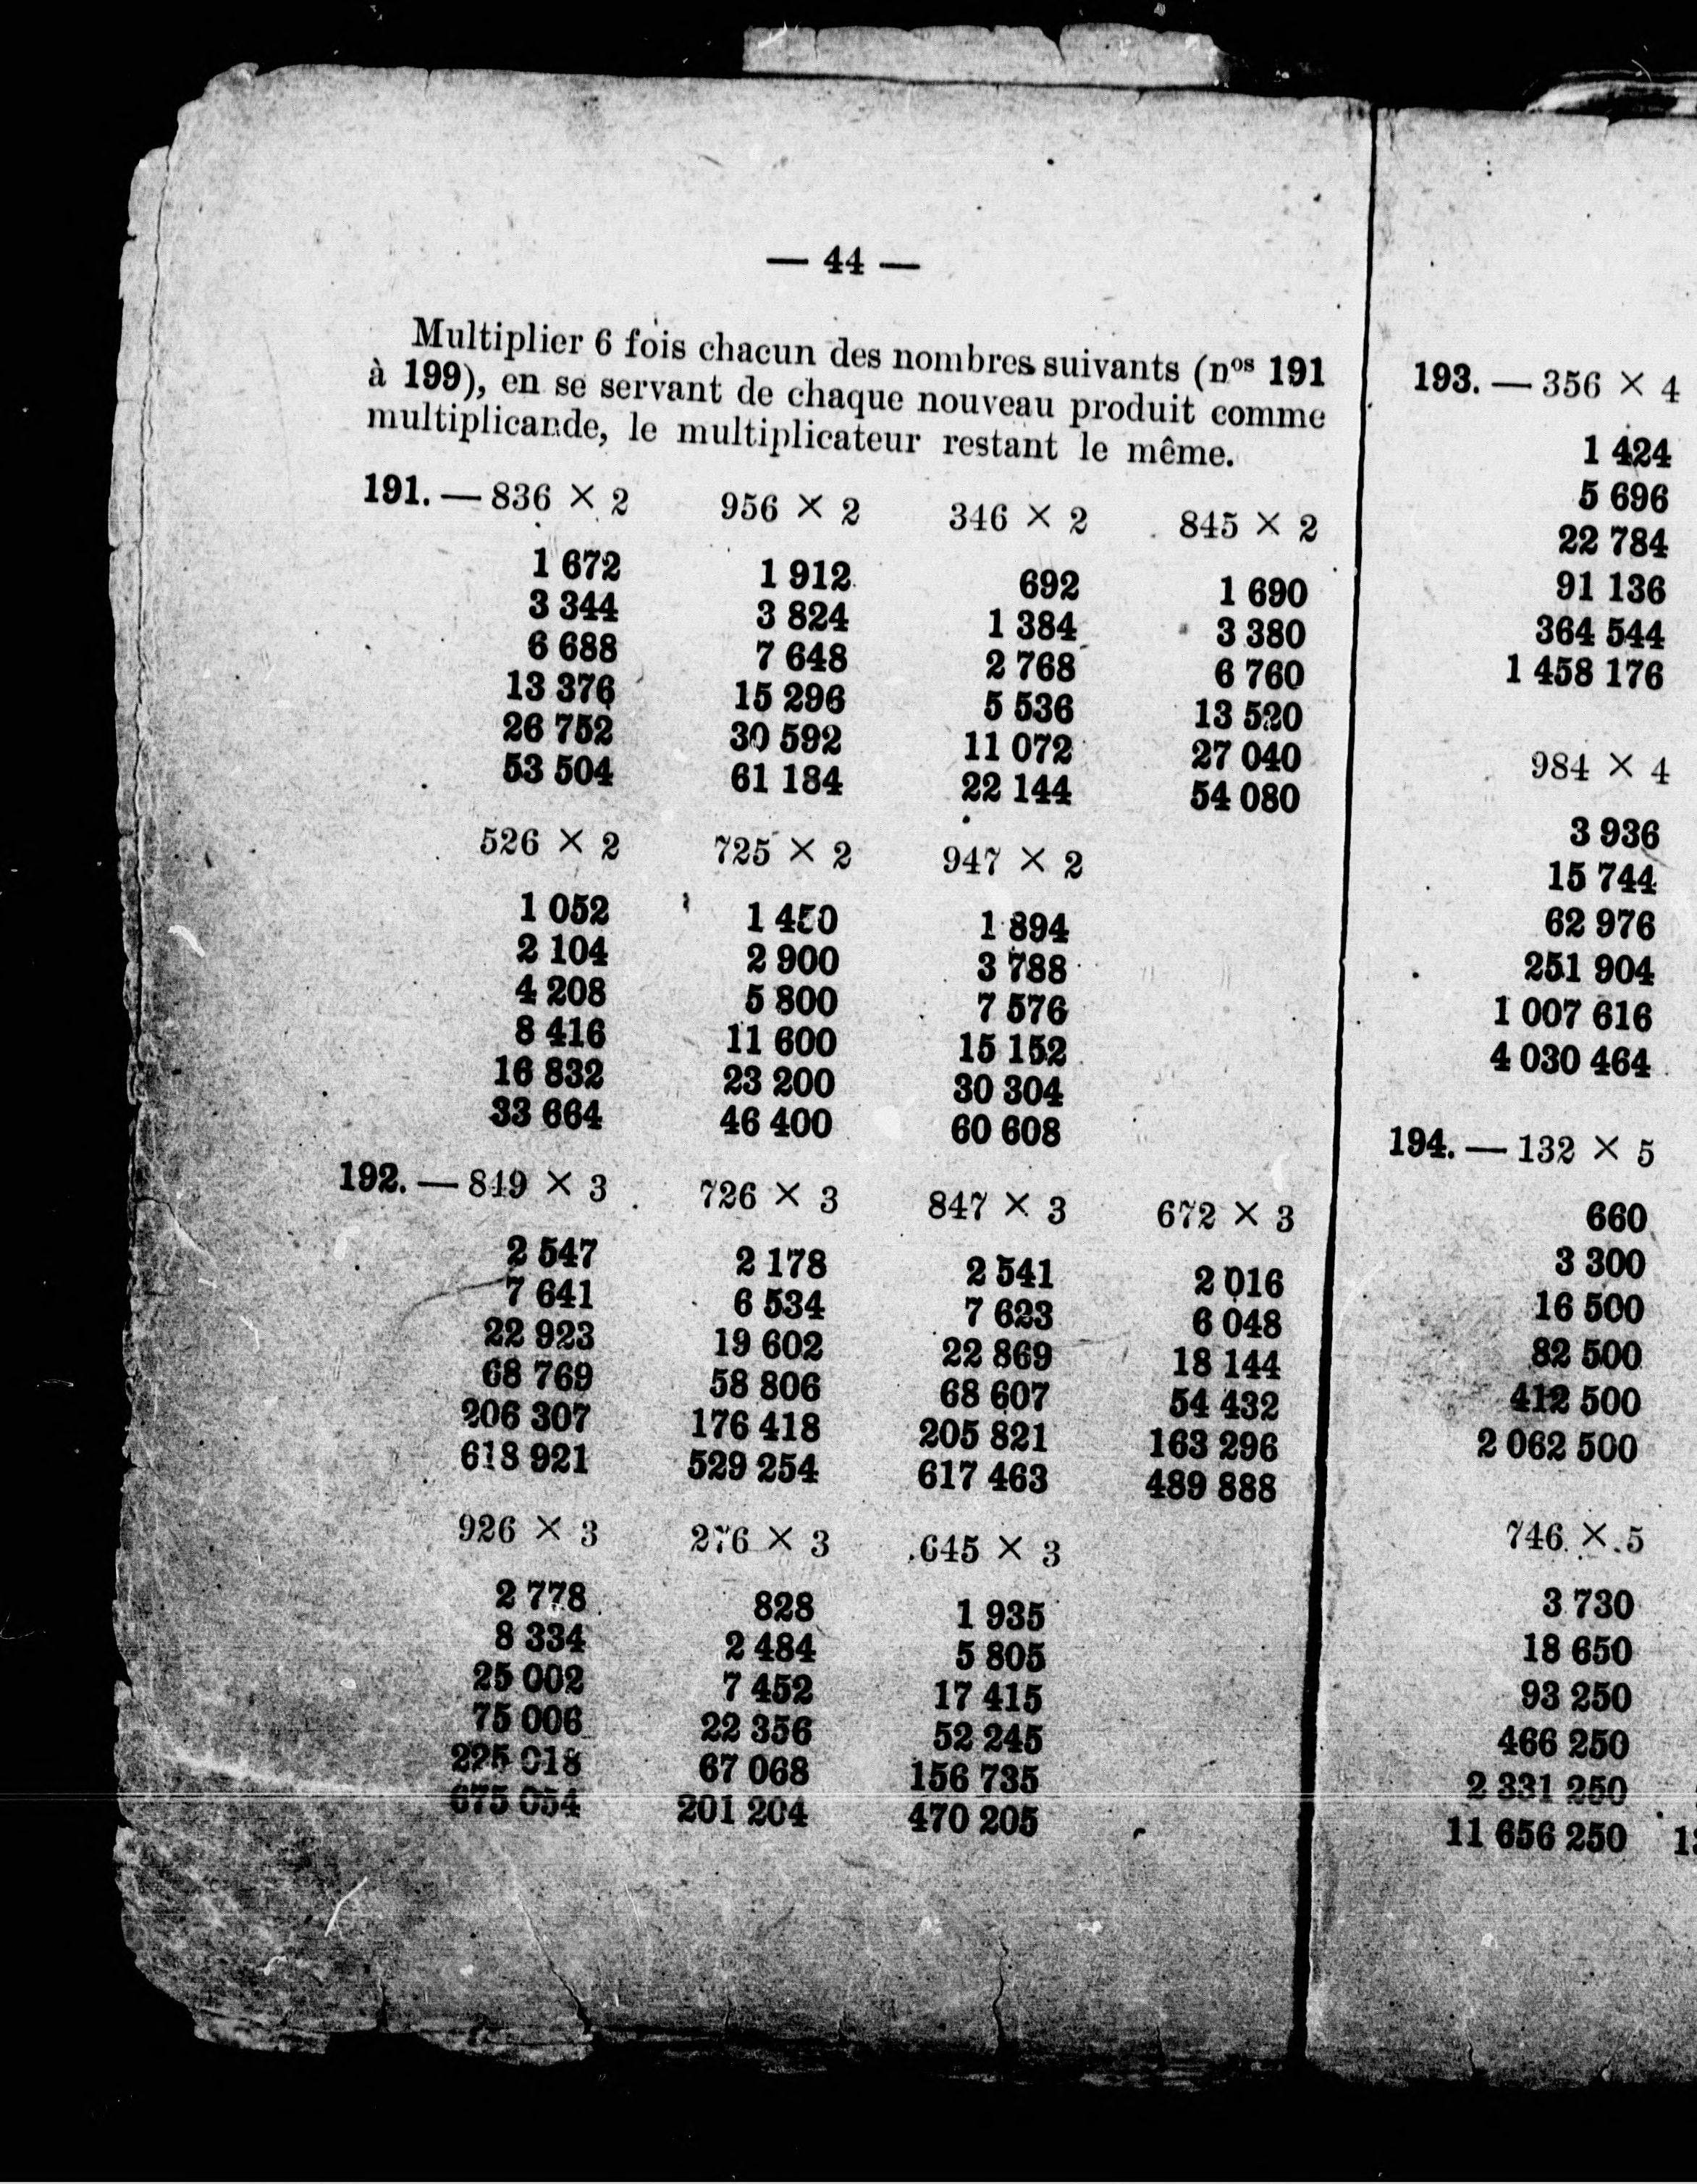 — 44 —
Multiplier 6 fois chacun des nombres suivants (nos 191
à 199), en se servant de chaque nouveau produit comme
multiplicande, le multiplicateur restant le même.
191. — 836 × 2 956 × 2 346 × 2 845 × 2
1 672 1 912 692 1 690
3 344 3 824 1 384 3 380
6 688 7 648 2 768 6 760
13 376 15 296 5 536 13 520
26 752 30 592 11 072 27 040
53 504 61 184 22 144 54 080
526 × 2 725 × 2 947 × 2
1 052 1 450 1 894
2 104 2 900 3 788
4 208 5 800 7 576
8 416 11 600 15 152
16 832 23 200 30 304
33 664 46 400 60 608
192. — 849 × 3 726 × 3 847 × 3 672 × 3
2 547 2 178 2 541 2 016
7 641 6 534 7 623 6 048
22 923 19 602 22 869 18 144
68 769 58 806 68 607 54 432
206 307 176 418 205 821 163 296
618 921 529 254 617 463 489 888
926 × 3 276 × 3 645 × 3
2 778 828 1 935
8 334 2 484 5 805
25 002 7 452 17 415
75 006 22 356 52 245
225 018 67 068 156 735
675 054 201 204 470 205
193. — 356 × 4
1 424
5 696
22 784
91 136
364 544
1 458 176
984 × 4
3 936
15 744
62 976
251 904
1 007 616
4 030 464
194. — 132 × 5
660
3 300
16 500
82 500
412 500
2 062 500
746 × 5
3 730
18 650
93 250
466 250
2 331 250
11 656 250